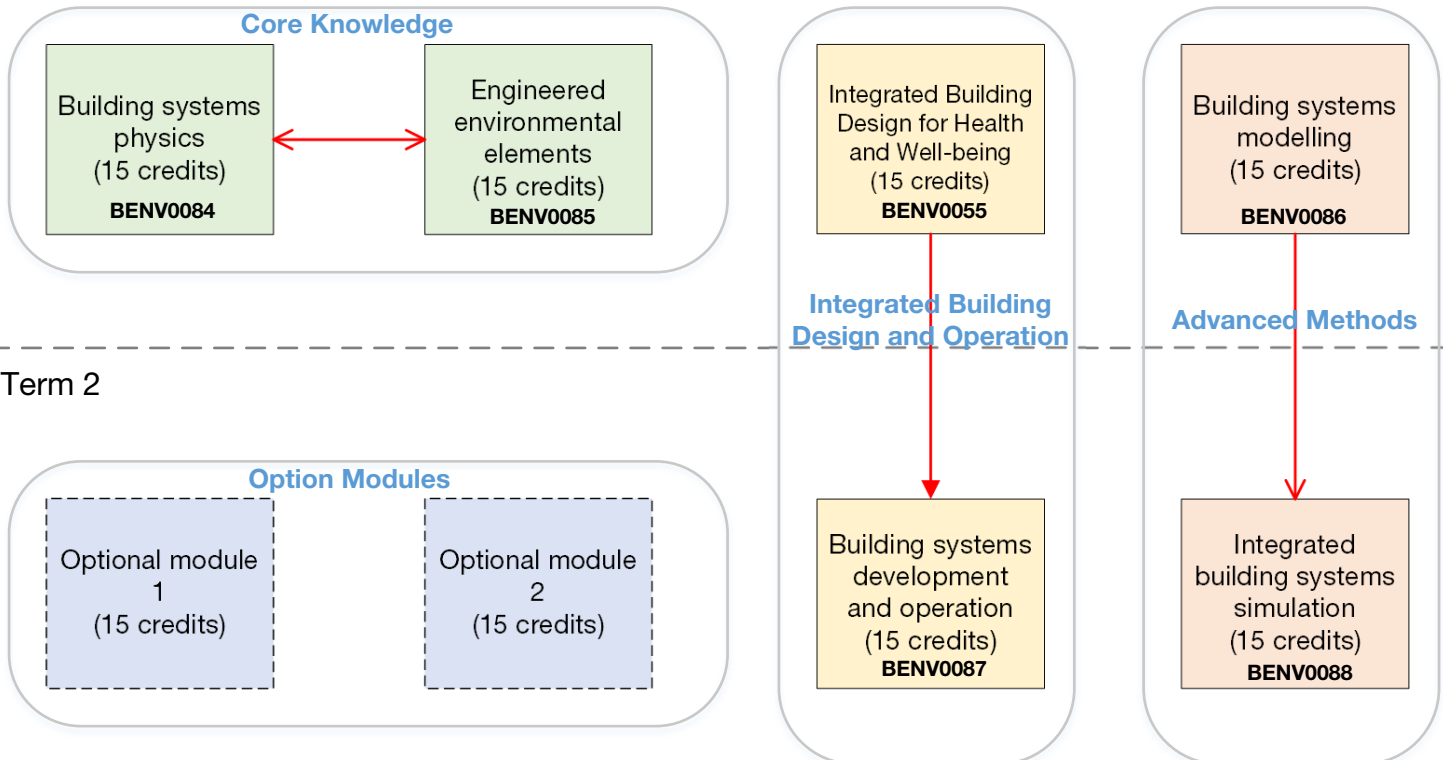 Core Knowledge
Building systems
physics
(15 credits)
BENV0084
Engineered
environmental
elements
(15 credits)
BENV0085
Integrated Building
Design for Health
and Well-being
(15 credits)
BENV0055
Building systems
modelling
(15 credits)
BENV0086
Integrated Building
Design and Operation
Advanced Methods
Term 2
Option Modules
Optional module
1
(15 credits)
Optional module
2
(15 credits)
Building systems
development
and operation
(15 credits)
BENV0087
Integrated
building systems
simulation
(15 credits)
BENV0088